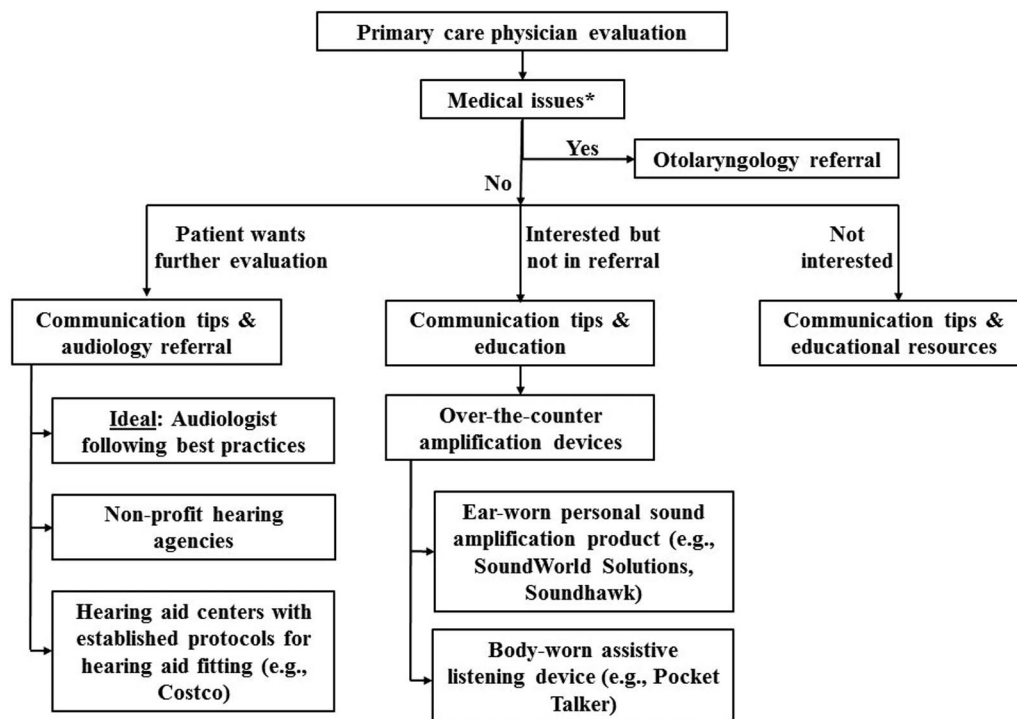 Primary care physician evaluation
Medical issues*
Yes
Otolaryngology referral
No
Patient wants
further evaluation
Interested but
not in referral
Not
interested
Communication tips &
audiology referral
Communication tips &
education
Communication tips &
educational resources
Ideal: Audiologist
following best practices
Over-the-counter
amplification devices
Non-profit hearing
agencies
Ear-worn personal sound
amplification product (e.g.,
SoundWorld Solutions,
Soundhawk)
Hearing aid centers with
established protocols for
hearing aid fitting (e.g.,
Costco)
Body-worn assistive
listening device (e.g., Pocket
Talker)